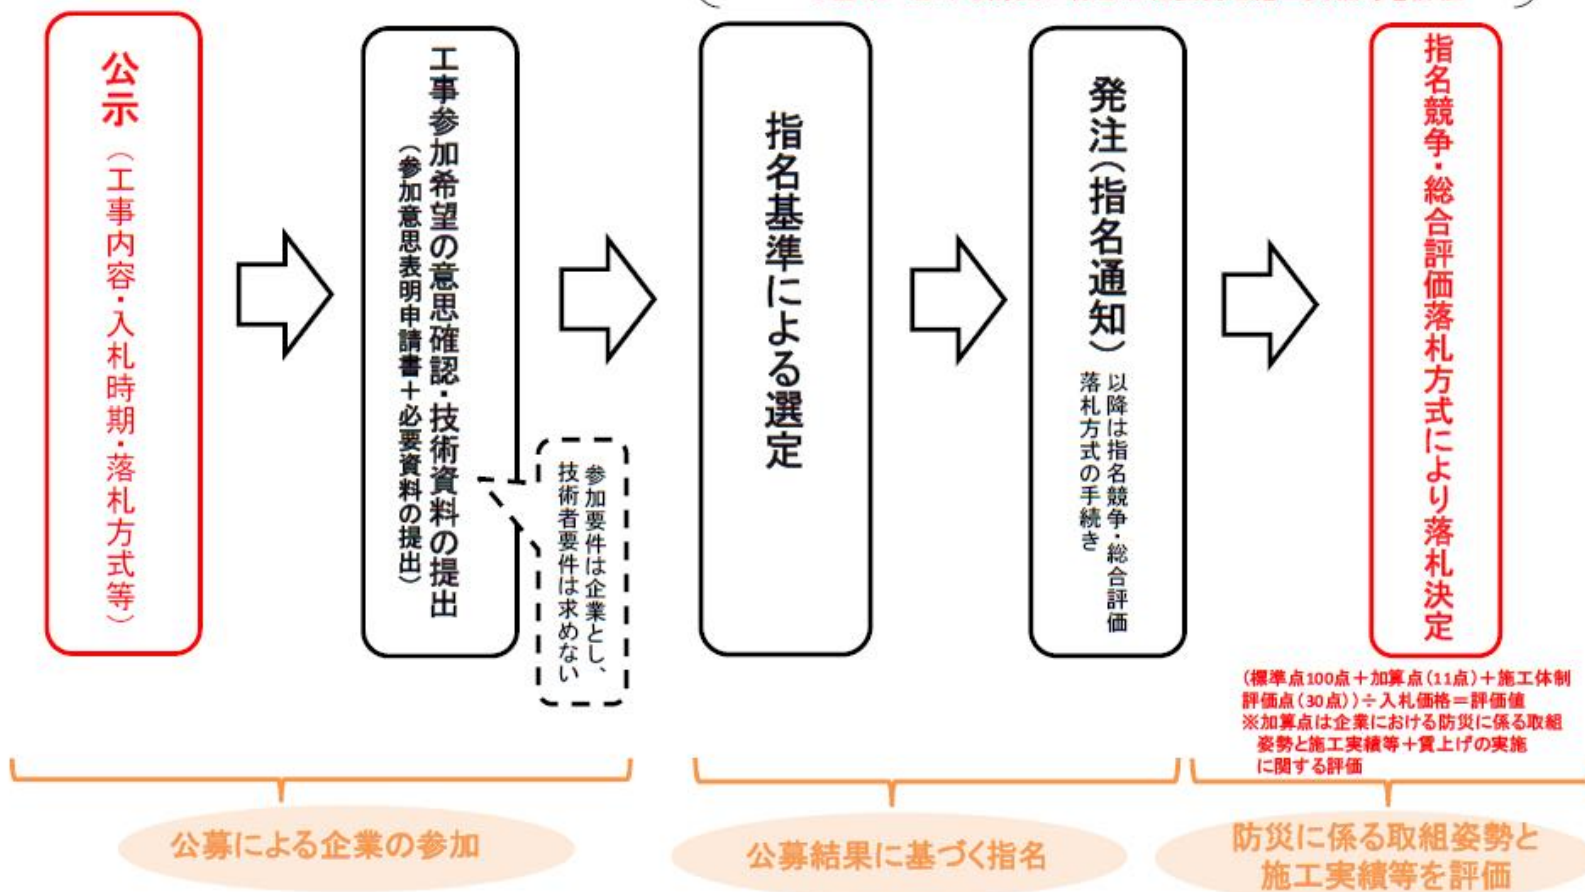 公示（工事内容・入札時期・落札方式等）
工事参加希望の意思確認・技術資料の提出
（参加意思表明申請書＋必要資料の提出）
参加要件は企業とし、
技術者要件は求めない
指名基準による選定
発注（指名通知）
以降は指名競争・総合評価
落札方式の手続き
指名競争・総合評価落札方式により落札決定
（標準点100点＋加算点（11点）＋施工体制
評価点（30点））÷入札価格＝評価値
※加算点は企業における防災に係る取組
姿勢と施工実績等＋賃上げの実施
に関する評価
公募による企業の参加
公募結果に基づく指名
防災に係る取組姿勢と
施工実績等を評価